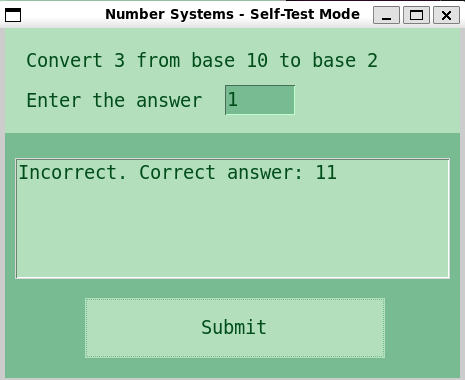 Number Systems - Self-Test Mode
Convert 3 from base 10 to base 2
Enter the answer 1
Incorrect. Correct answer: 11
Submit